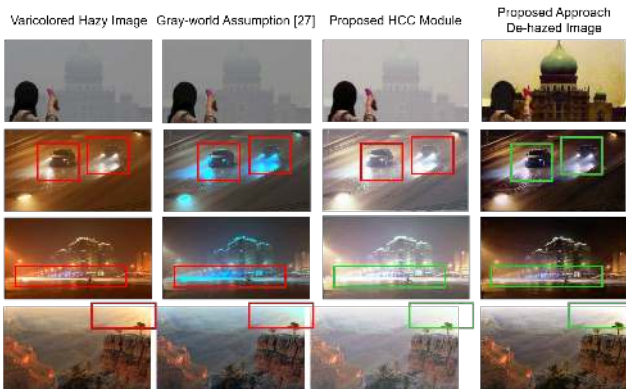 Varicolored Hazy Image
Gray-world Assumption [27]
Proposed HCC Module
Proposed Approach
De-hazed Image